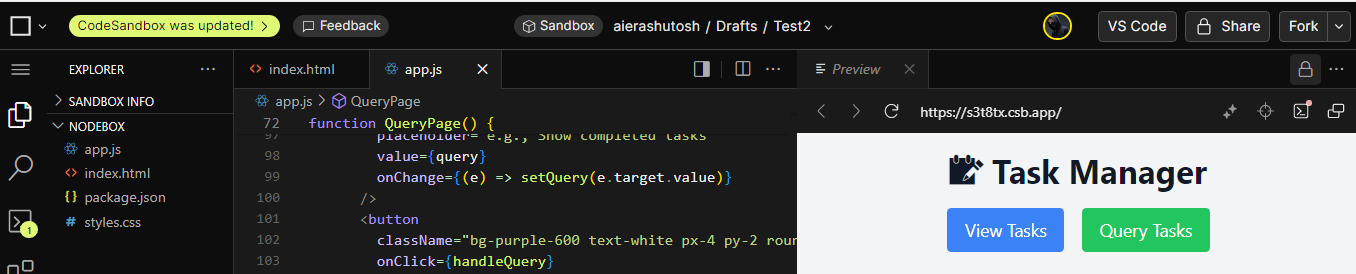 CodeSandbox was updated! >
Feedback
Sandbox
aierashutosh / Drafts / Test2
VS Code
Share
Fork
EXPLORER
SANDBOX INFO
NODEBOX
app.js
index.html
package.json
styles.css
1
index.html
app.js
app.js > QueryPage
72 function QueryPage() {
97 placeholder="e.g., Show completed tasks"
98 value={query}
99 onChange={(e) => setQuery(e.target.value)}
100 />
101 <button
102 className="bg-purple-600 text-white px-4 py-2 roun
103 onClick={handleQuery}
Preview
https://s3t8tx.csb.app/
Task Manager
View Tasks
Query Tasks